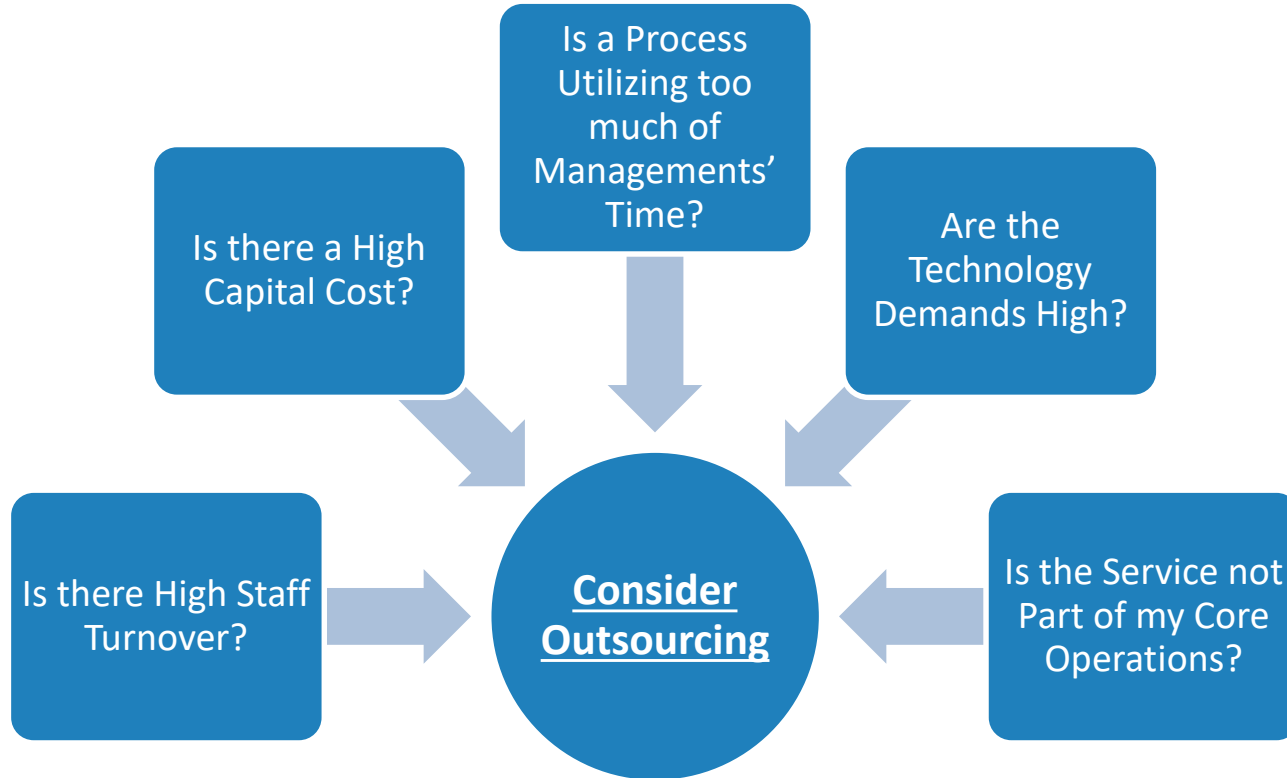 Is a Process
Utilizing too
much of
Managements’
Time?
Is there a High
Capital Cost?
Are the
Technology
Demands High?
Is there High Staff
Turnover?
Consider
Outsourcing
Is the Service not
Part of my Core
Operations?